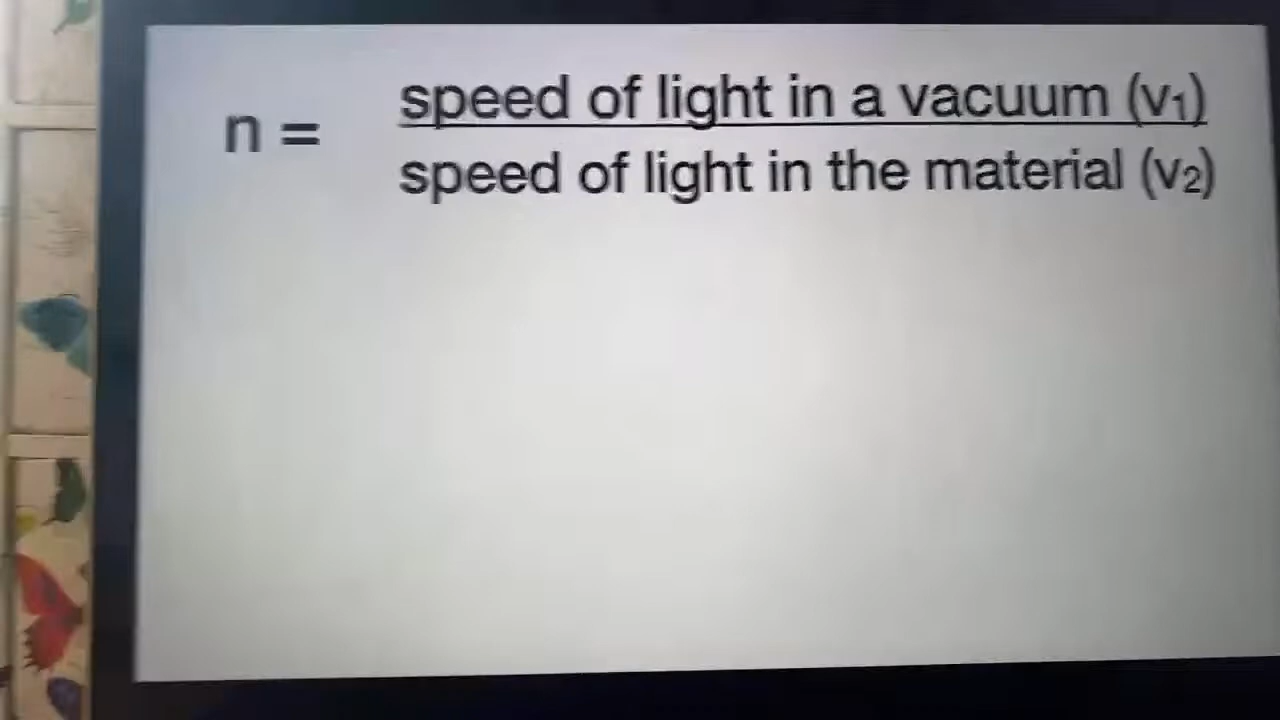 n = speed of light in a vacuum (v₁)
speed of light in the material (v₂)